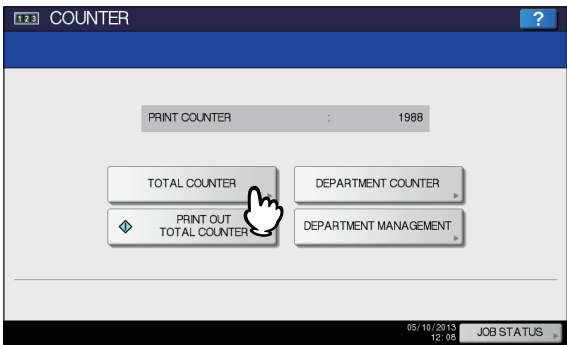 123 COUNTER ?
PRINT COUNTER : 1988
TOTAL COUNTER
DEPARTMENT COUNTER
PRINT OUT
TOTAL COUNTER
DEPARTMENT MANAGEMENT
05/10/2013
12:08
JOB STATUS